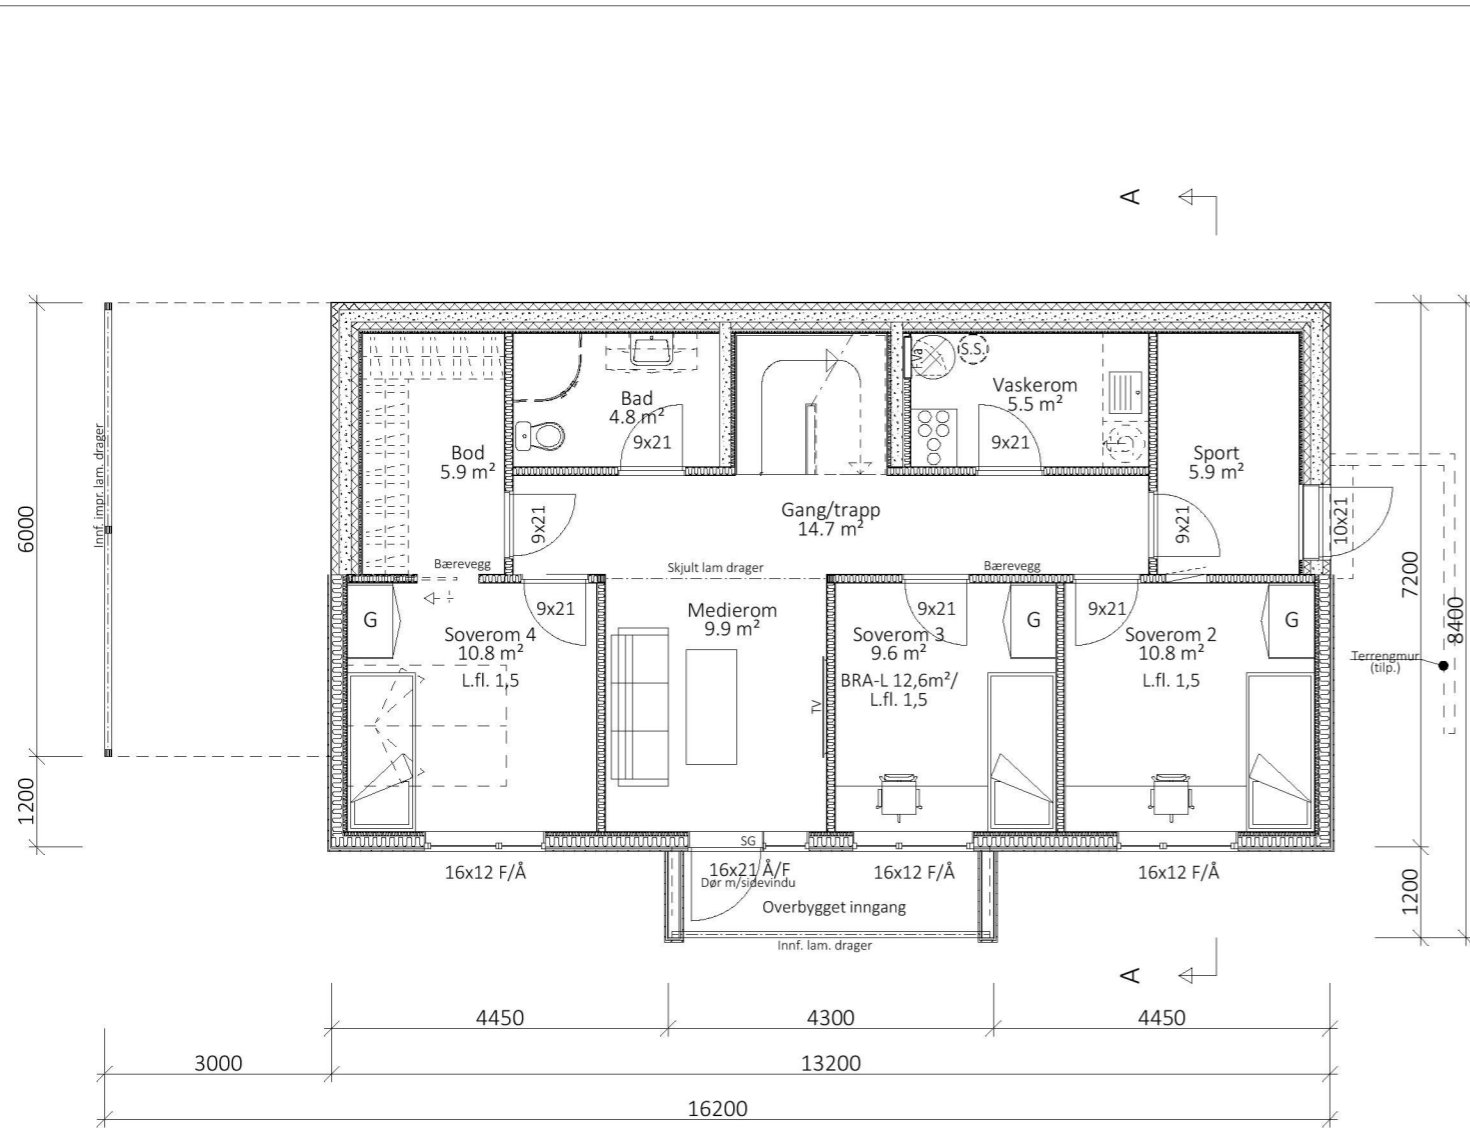 A
Innf. impr. lam. drager
6000
1200
Bod
5.9 m²
Bad
4.8 m²
9x21
Va
S.S.
Vaskerom
5.5 m²
9x21
Sport
5.9 m²
9x21
Gang/trapp
14.7 m²
9x21
10x21
Bærevegg
Skjult lam drager
Bærevegg
G
9x21
Soverom 4
10.8 m²
L.fl. 1,5
Medierom
9.9 m²
TV
9x21
Soverom 3
9.6 m²
BRA-L 12,6m²/
L.fl. 1,5
G
9x21
Soverom 2
10.8 m²
L.fl. 1,5
G
7200
8400
Terrengmur
(tilp.)
1200
SG
16x12 F/Å
16x21 Å/F
Dør m/sidevindu
16x12 F/Å
16x12 F/Å
Overbygget inngang
Innf. lam. drager
A
4450
4300
4450
3000
13200
16200